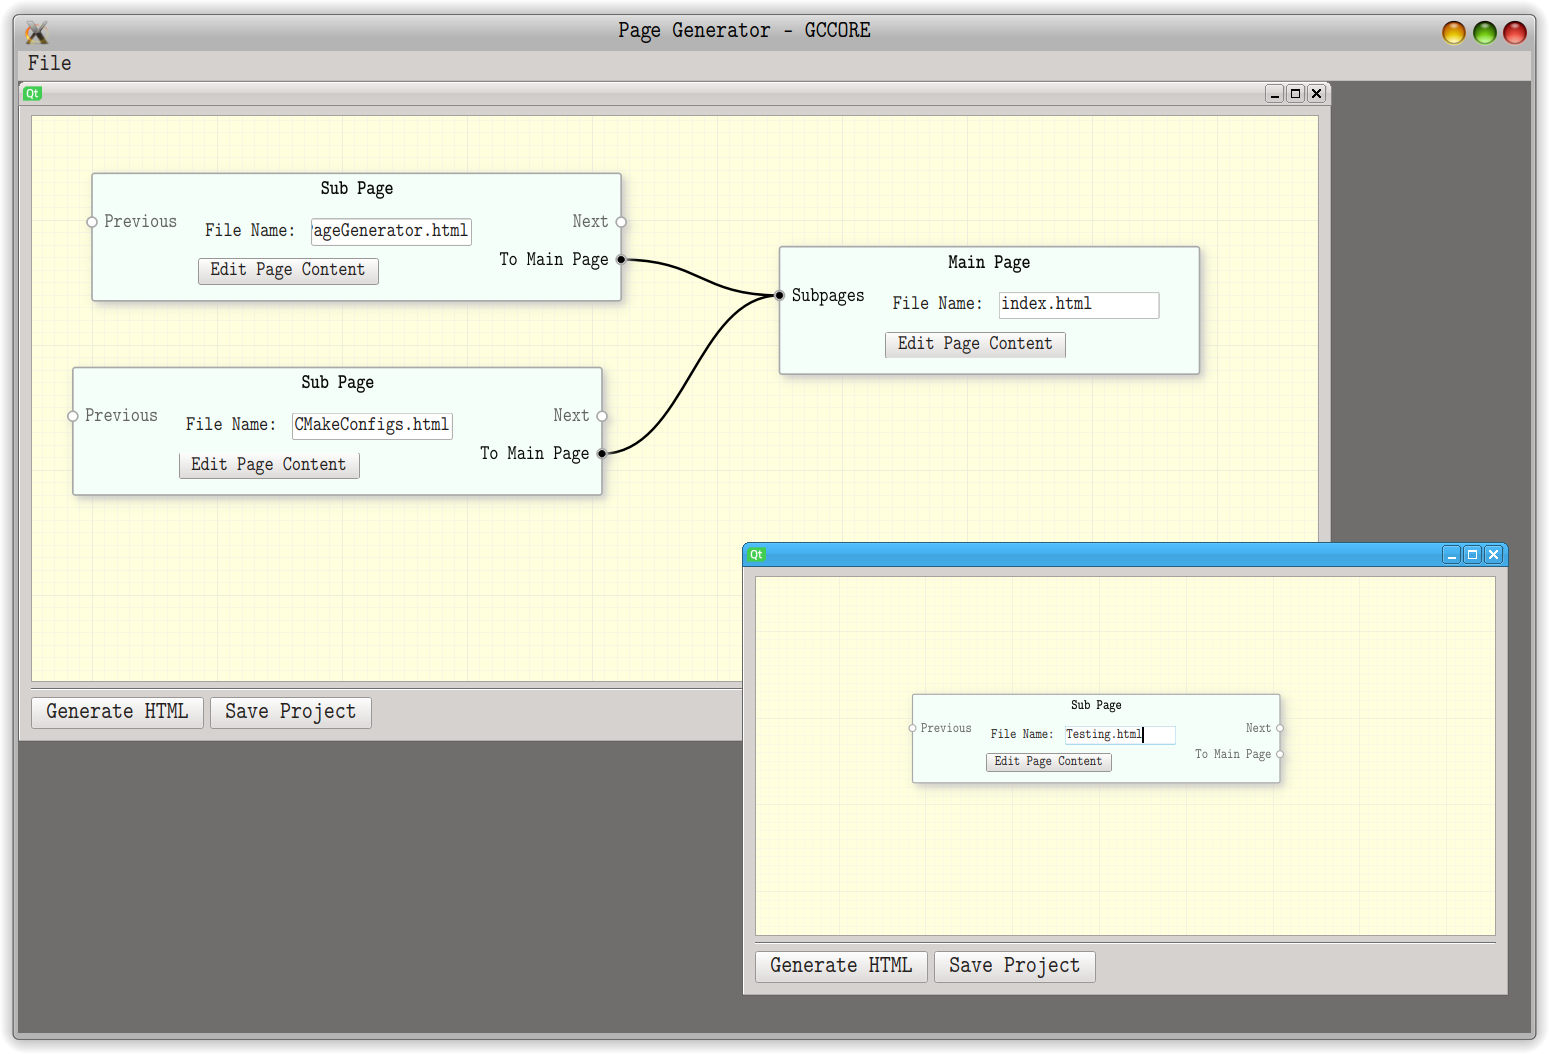 Page Generator - GCCORE
File
Qt
Sub Page
Previous
File Name: PageGenerator.html
Next
Edit Page Content
To Main Page
Main Page
Subpages
File Name: index.html
Edit Page Content
Sub Page
Previous
File Name: CMakeConfigs.html
Next
Edit Page Content
To Main Page
Generate HTML
Save Project
Qt
Sub Page
Previous
File Name: Testing.html
Next
Edit Page Content
To Main Page
Generate HTML
Save Project